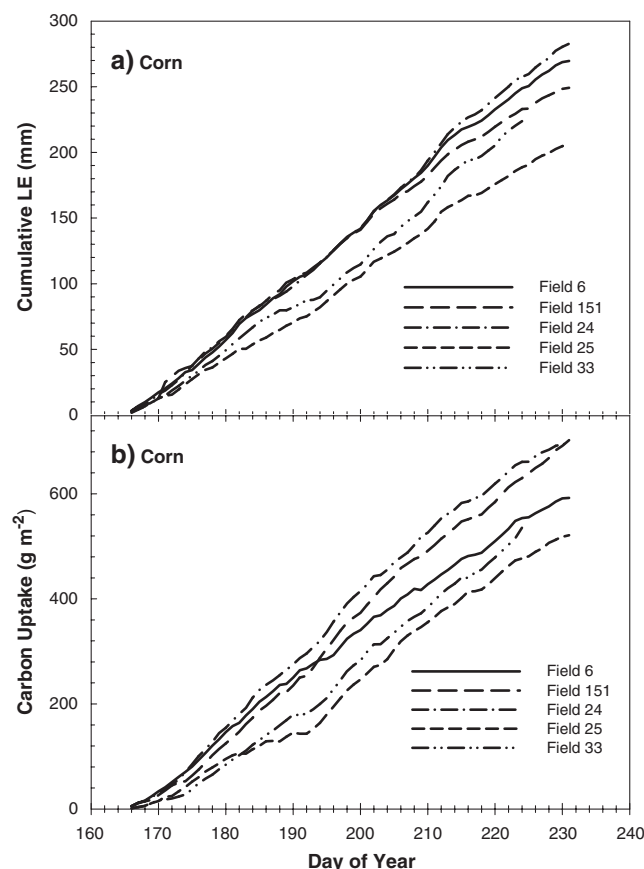 300
a) Corn
250
200
150
100
50
0
Cumulative LE (mm)
Field 6
Field 151
Field 24
Field 25
Field 33
b) Corn
600
400
200
0
Carbon Uptake (g m⁻²)
Field 6
Field 151
Field 24
Field 25
Field 33
160 170 180 190 200 210 220 230 240
Day of Year